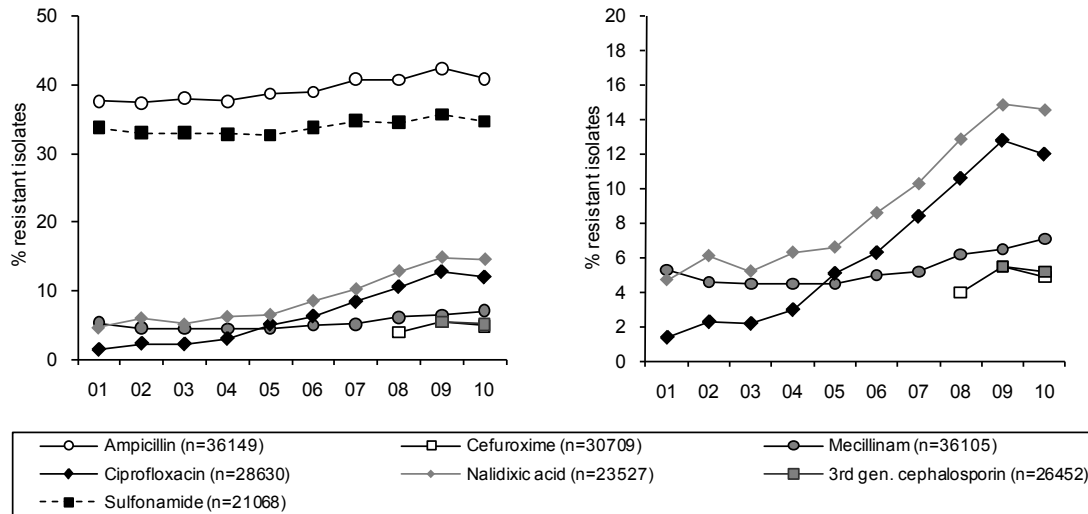 % resistant isolates
50
40
30
20
10
0
01 02 03 04 05 06 07 08 09 10
% resistant isolates
20
18
16
14
12
10
8
6
4
2
0
01 02 03 04 05 06 07 08 09 10
Ampicillin (n=36149) Cefuroxime (n=30709) Mecillinam (n=36105)
Ciprofloxacin (n=28630) Nalidixic acid (n=23527) 3rd gen. cephalosporin (n=26452)
Sulfonamide (n=21068)